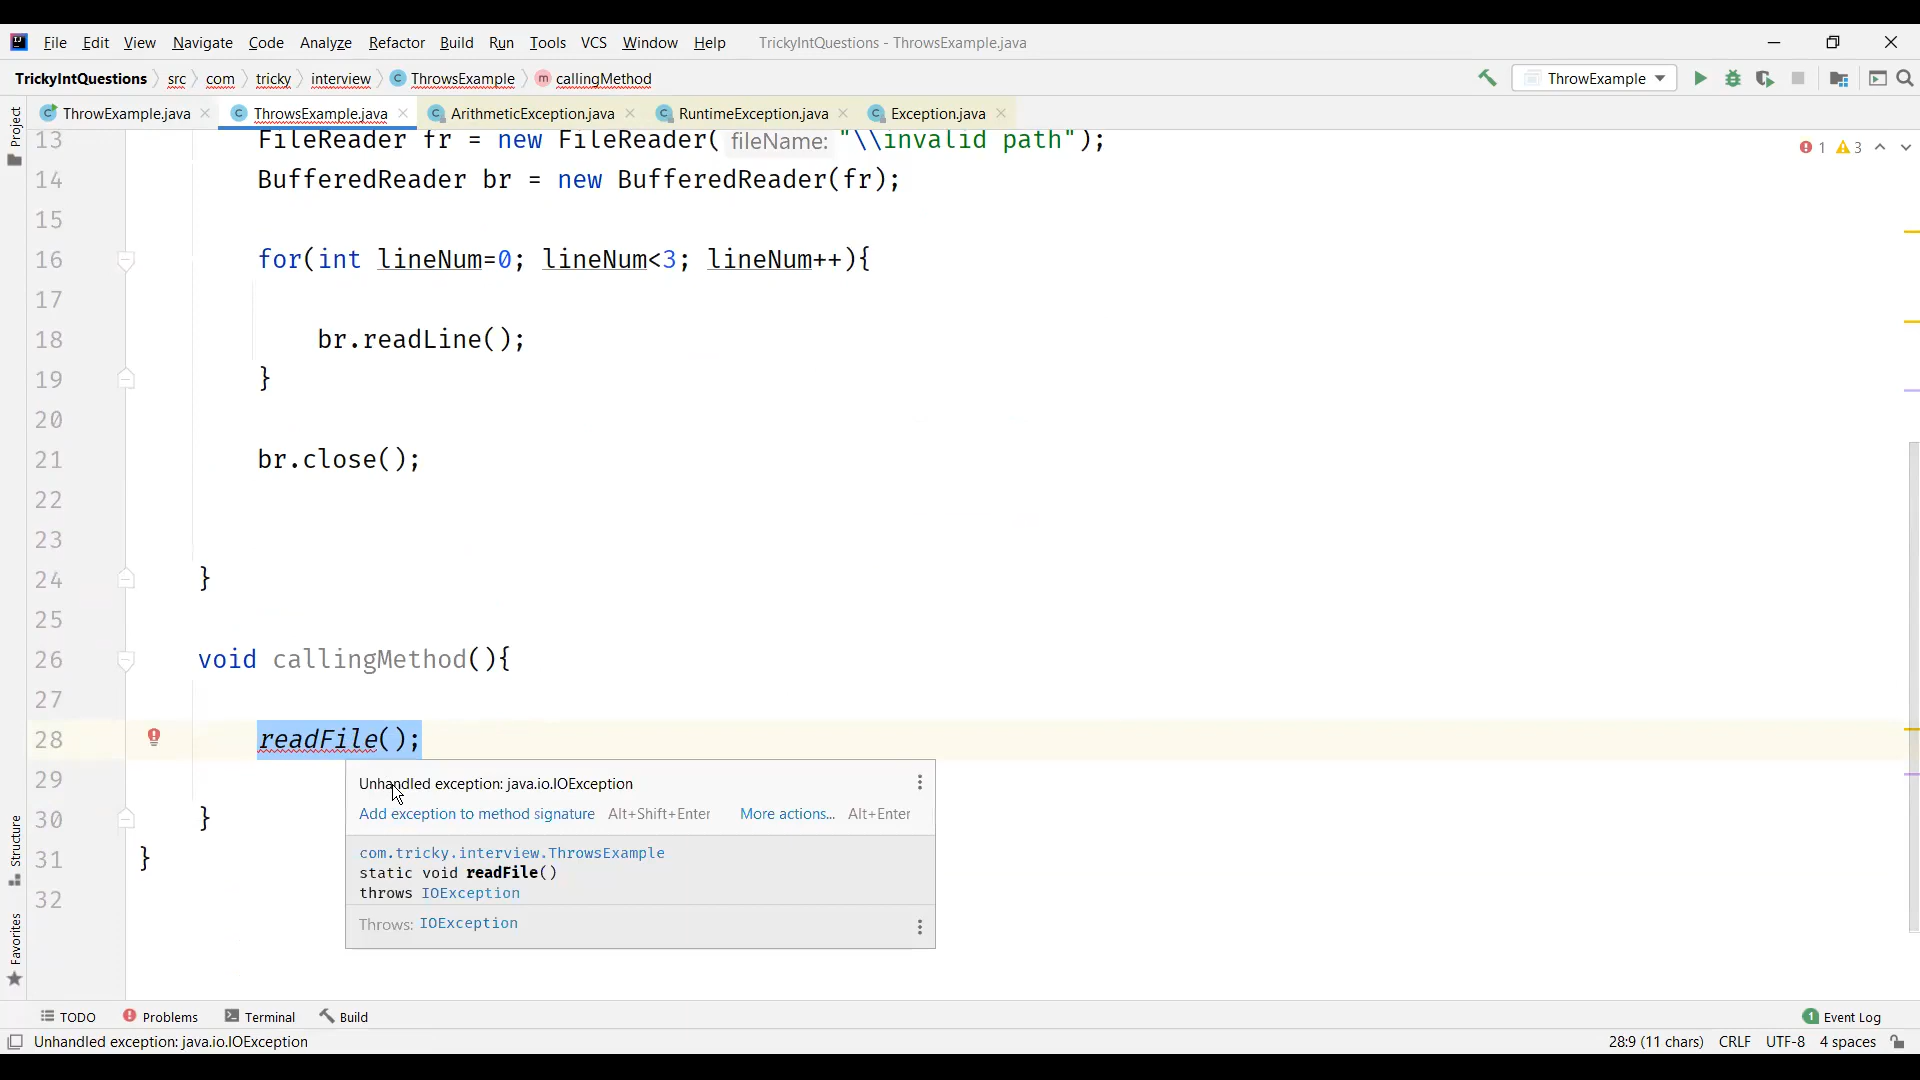 File Edit View Navigate Code Analyze Refactor Build Run Tools VCS Window Help TrickyIntQuestions - ThrowsExample.java
TrickyIntQuestions src com tricky interview ThrowsExample callingMethod ThrowExample
ThrowExample.java ThrowsExample.java ArithmeticException.java RuntimeException.java Exception.java
Project
13 FileReader fr = new FileReader( fileName: "\\invalid path");
1 3
14 BufferedReader br = new BufferedReader(fr);
15
16 for(int lineNum=0; lineNum<3; lineNum++){
17
18 br.readLine();
19 }
20
21 br.close();
22
23
24 }
25
26 void callingMethod(){
27
28 readFile();
29
30 }
31 }
32
Unhandled exception: java.io.IOException
Add exception to method signature Alt+Shift+Enter More actions... Alt+Enter
com.tricky.interview.ThrowsExample
static void readFile()
throws IOException
Throws: IOException
Structure
Favorites
TODO Problems Terminal Build 1 Event Log
Unhandled exception: java.io.IOException 28:9 (11 chars) CRLF UTF-8 4 spaces